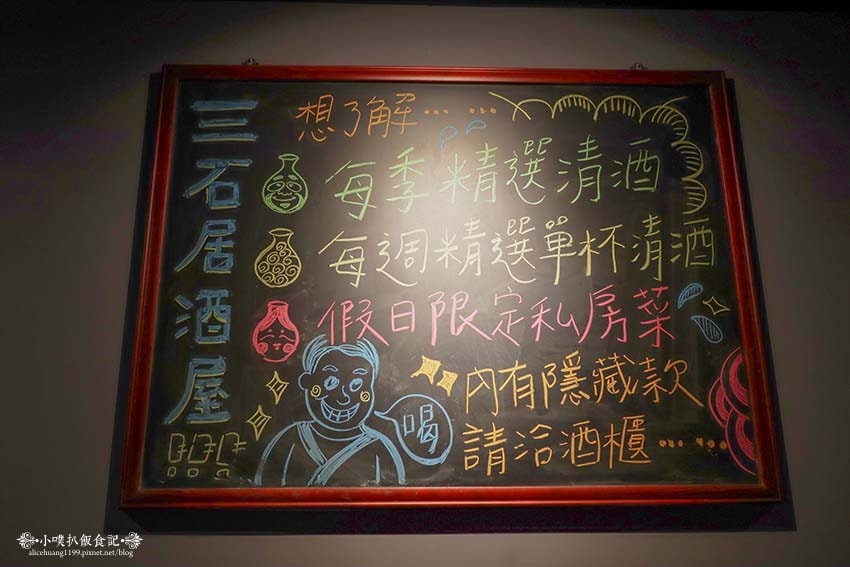 三石居酒屋
想了解……
每季精選清酒
每週精選單杯清酒
假日限定私房菜
內有隱藏款
請洽酒櫃……
喝
小噗扒飯食記
alicehuang1199.pixnet.net/blog